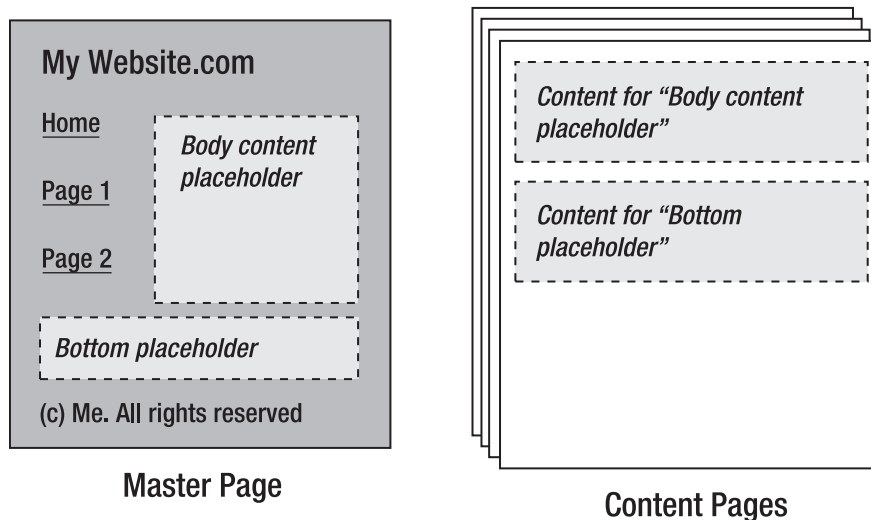 My Website.com
Home
Page 1
Page 2
Body content
placeholder
Bottom placeholder
(c) Me. All rights reserved
Master Page
Content for “Body content
placeholder”
Content for “Bottom
placeholder”
Content Pages